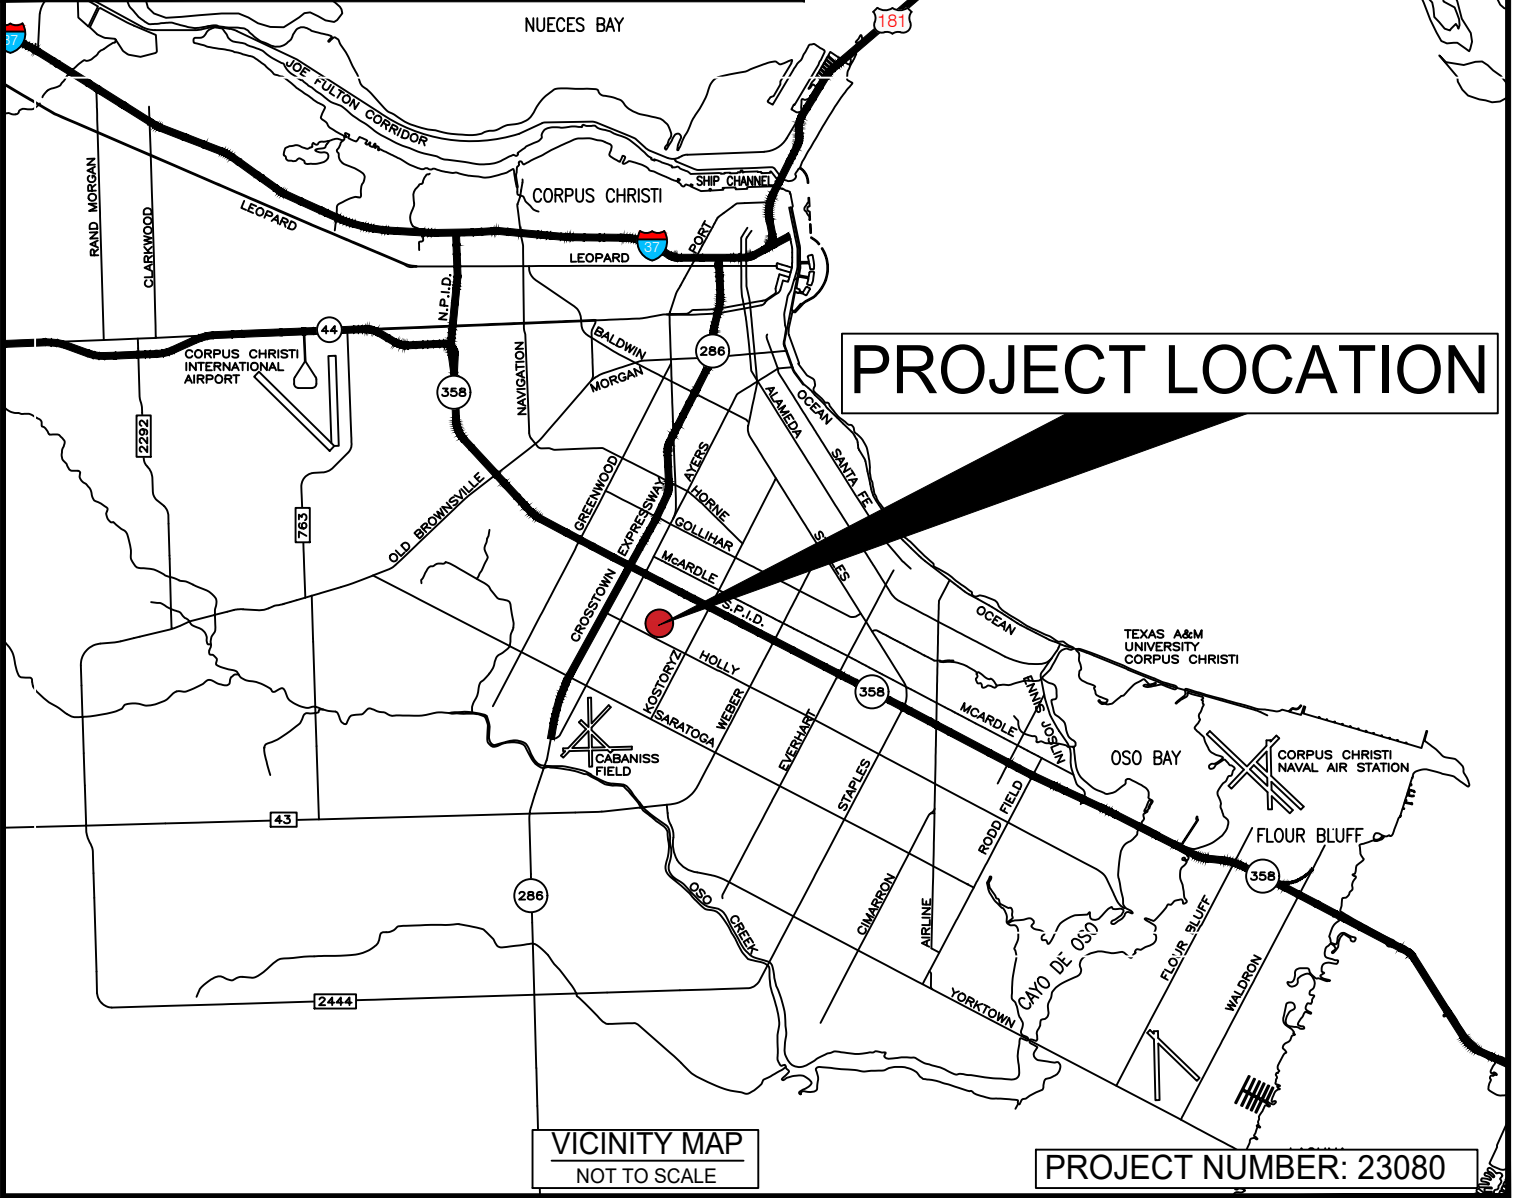 NUECES BAY
181
37
JOE FULTON CORRIDOR
SHIP CHANNEL
CORPUS CHRISTI
RAND MORGAN
CLARKWOOD
LEOPARD
PORT
37
LEOPARD
N.P.I.D.
44
CORPUS CHRISTI
INTERNATIONAL
AIRPORT
NAVIGATION
BALDWIN
MORGAN
286
358
2292
763
PROJECT LOCATION
ALAMEDA
OCEAN
SANTA FE
OLD BROWNSVILLE
GREENWOOD
CROSSTOWN EXPRESSWAY
AYERS
HORNE
GOLLIHAR
McARDLE
S.P.I.D.
OCEAN
TEXAS A&M
UNIVERSITY
CORPUS CHRISTI
KOSTORYZ
HOLLY
WEBER
SARATOGA
EVERHART
STAPLES
358
MCARDLE
ENNIS JOSLIN
OSO BAY
CORPUS CHRISTI
NAVAL AIR STATION
CABANISS
FIELD
43
RODD FIELD
FLOUR BLUFF
358
286
OSO CREEK
CIMARRON
AIRLINE
CAYO DE OSO
FLOUR BLUFF
WALDRON
2444
YORKTOWN
VICINITY MAP
NOT TO SCALE
PROJECT NUMBER: 23080